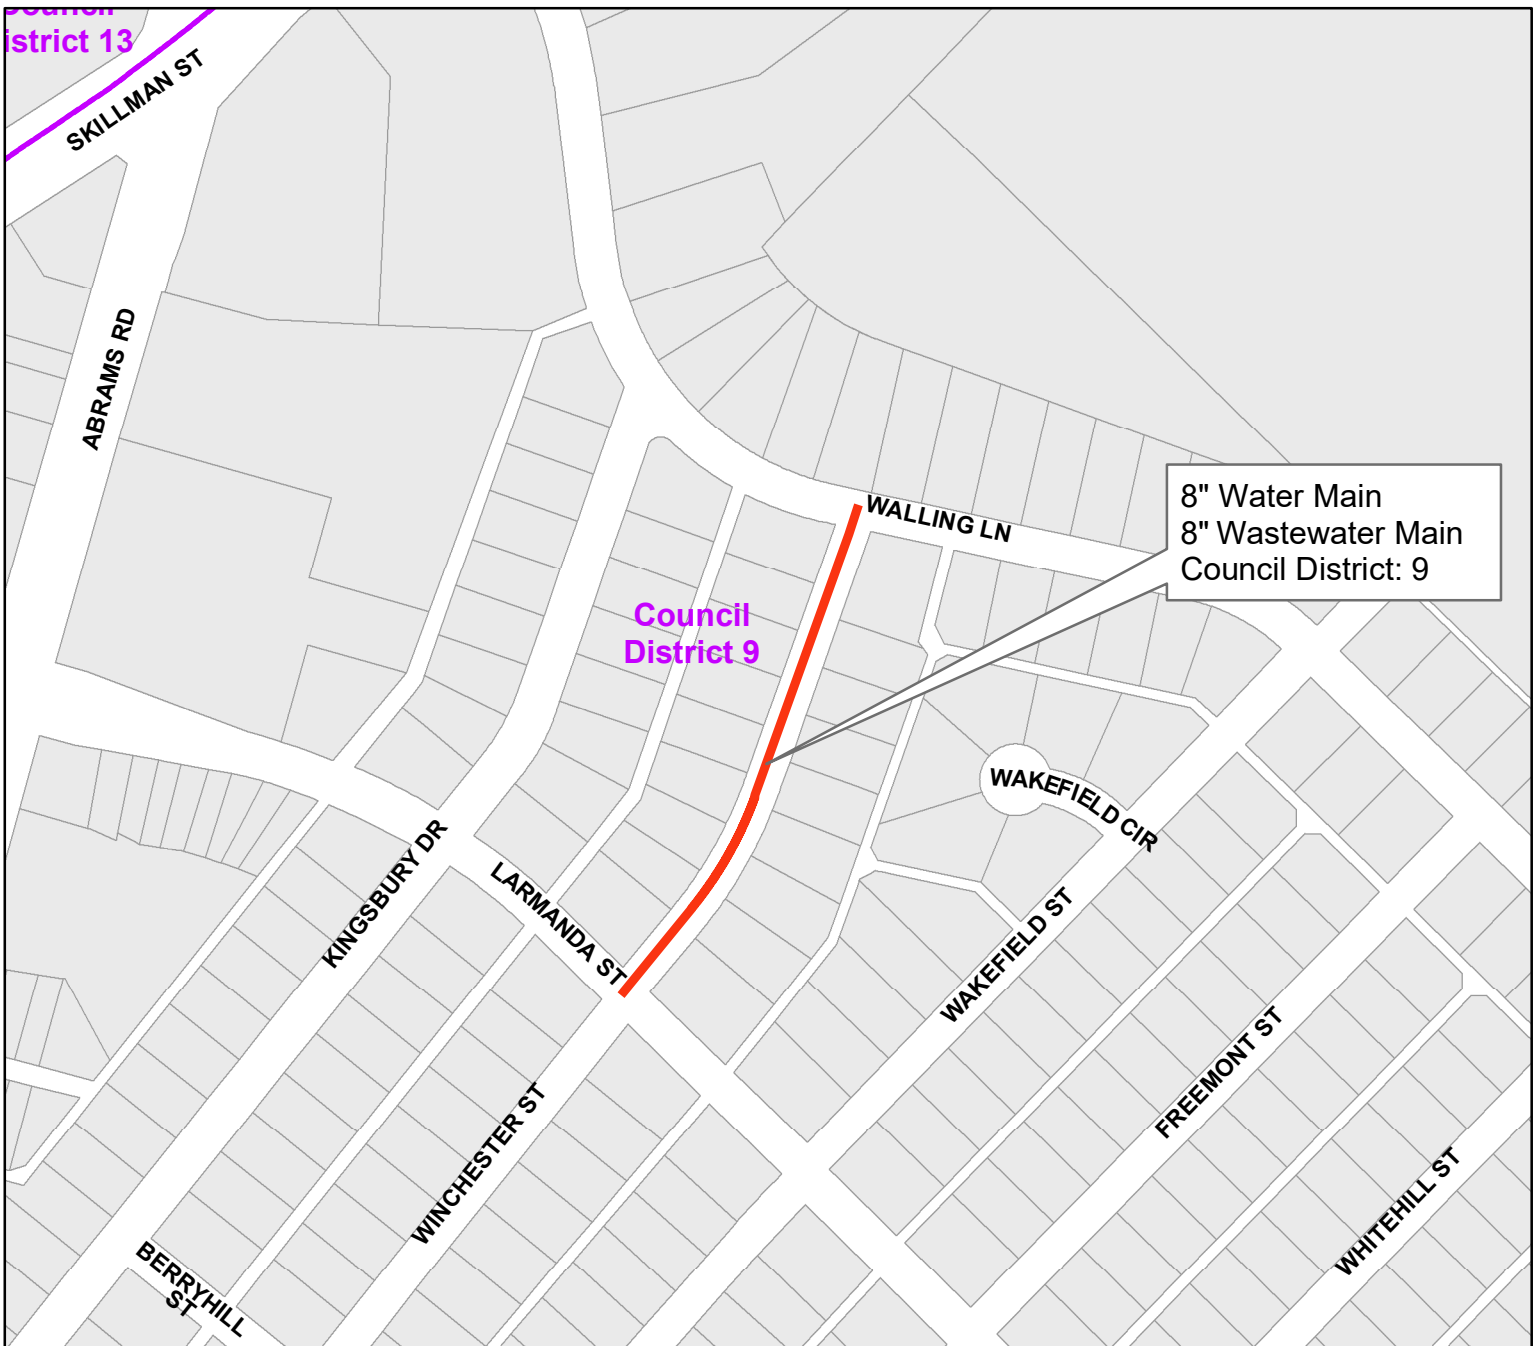 Council
istrict 13
SKILLMAN ST
ABRAMS RD
WALLING LN
8" Water Main
8" Wastewater Main
Council District: 9
Council
District 9
WAKEFIELD CIR
KINGSBURY DR
LARMANDA ST
WAKEFIELD ST
FREEMONT ST
WINCHESTER ST
WHITEHILL ST
BERRYHILL
ST